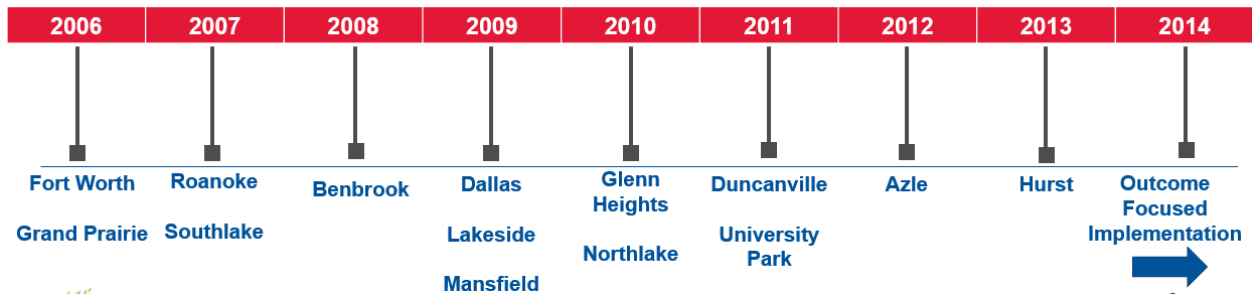 2006 2007 2008 2009 2010 2011 2012 2013 2014
Fort Worth
Grand Prairie
Roanoke
Southlake
Benbrook
Dallas
Lakeside
Mansfield
Glenn
Heights
Northlake
Duncanville
University
Park
Azle
Hurst
Outcome
Focused
Implementation